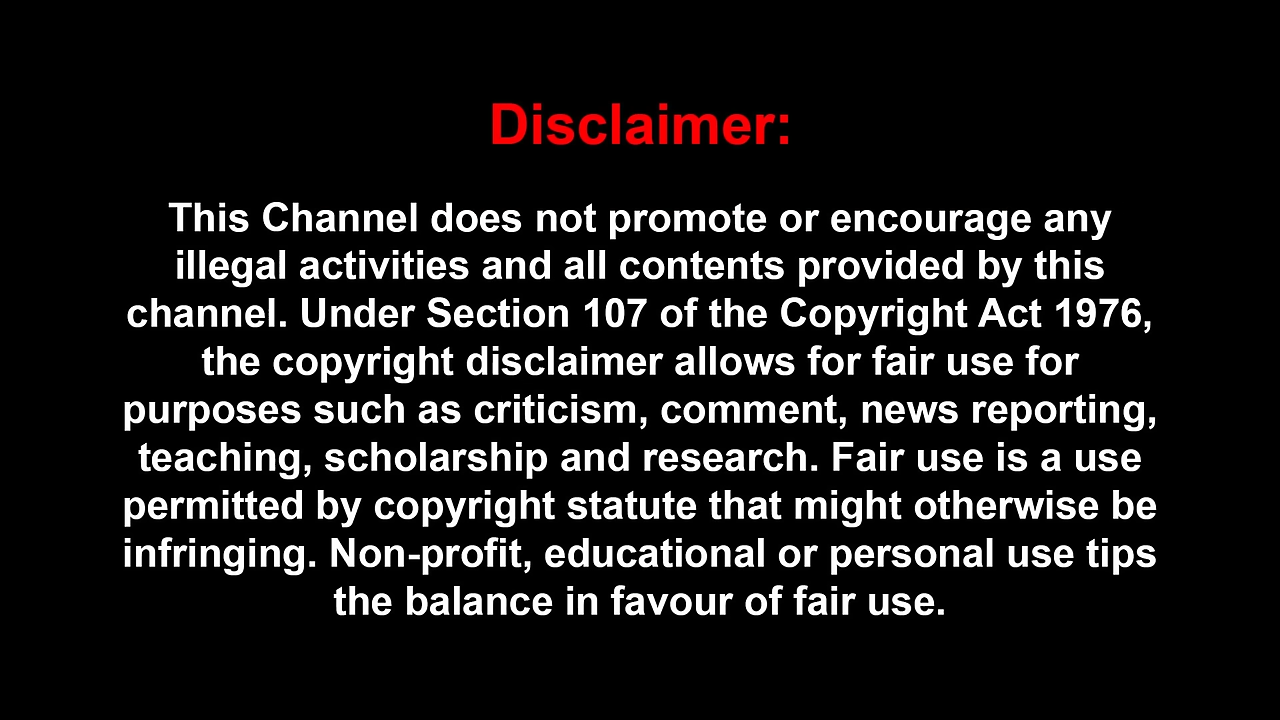 Disclaimer:
This Channel does not promote or encourage any
illegal activities and all contents provided by this
channel. Under Section 107 of the Copyright Act 1976,
the copyright disclaimer allows for fair use for
purposes such as criticism, comment, news reporting,
teaching, scholarship and research. Fair use is a use
permitted by copyright statute that might otherwise be
infringing. Non-profit, educational or personal use tips
the balance in favour of fair use.